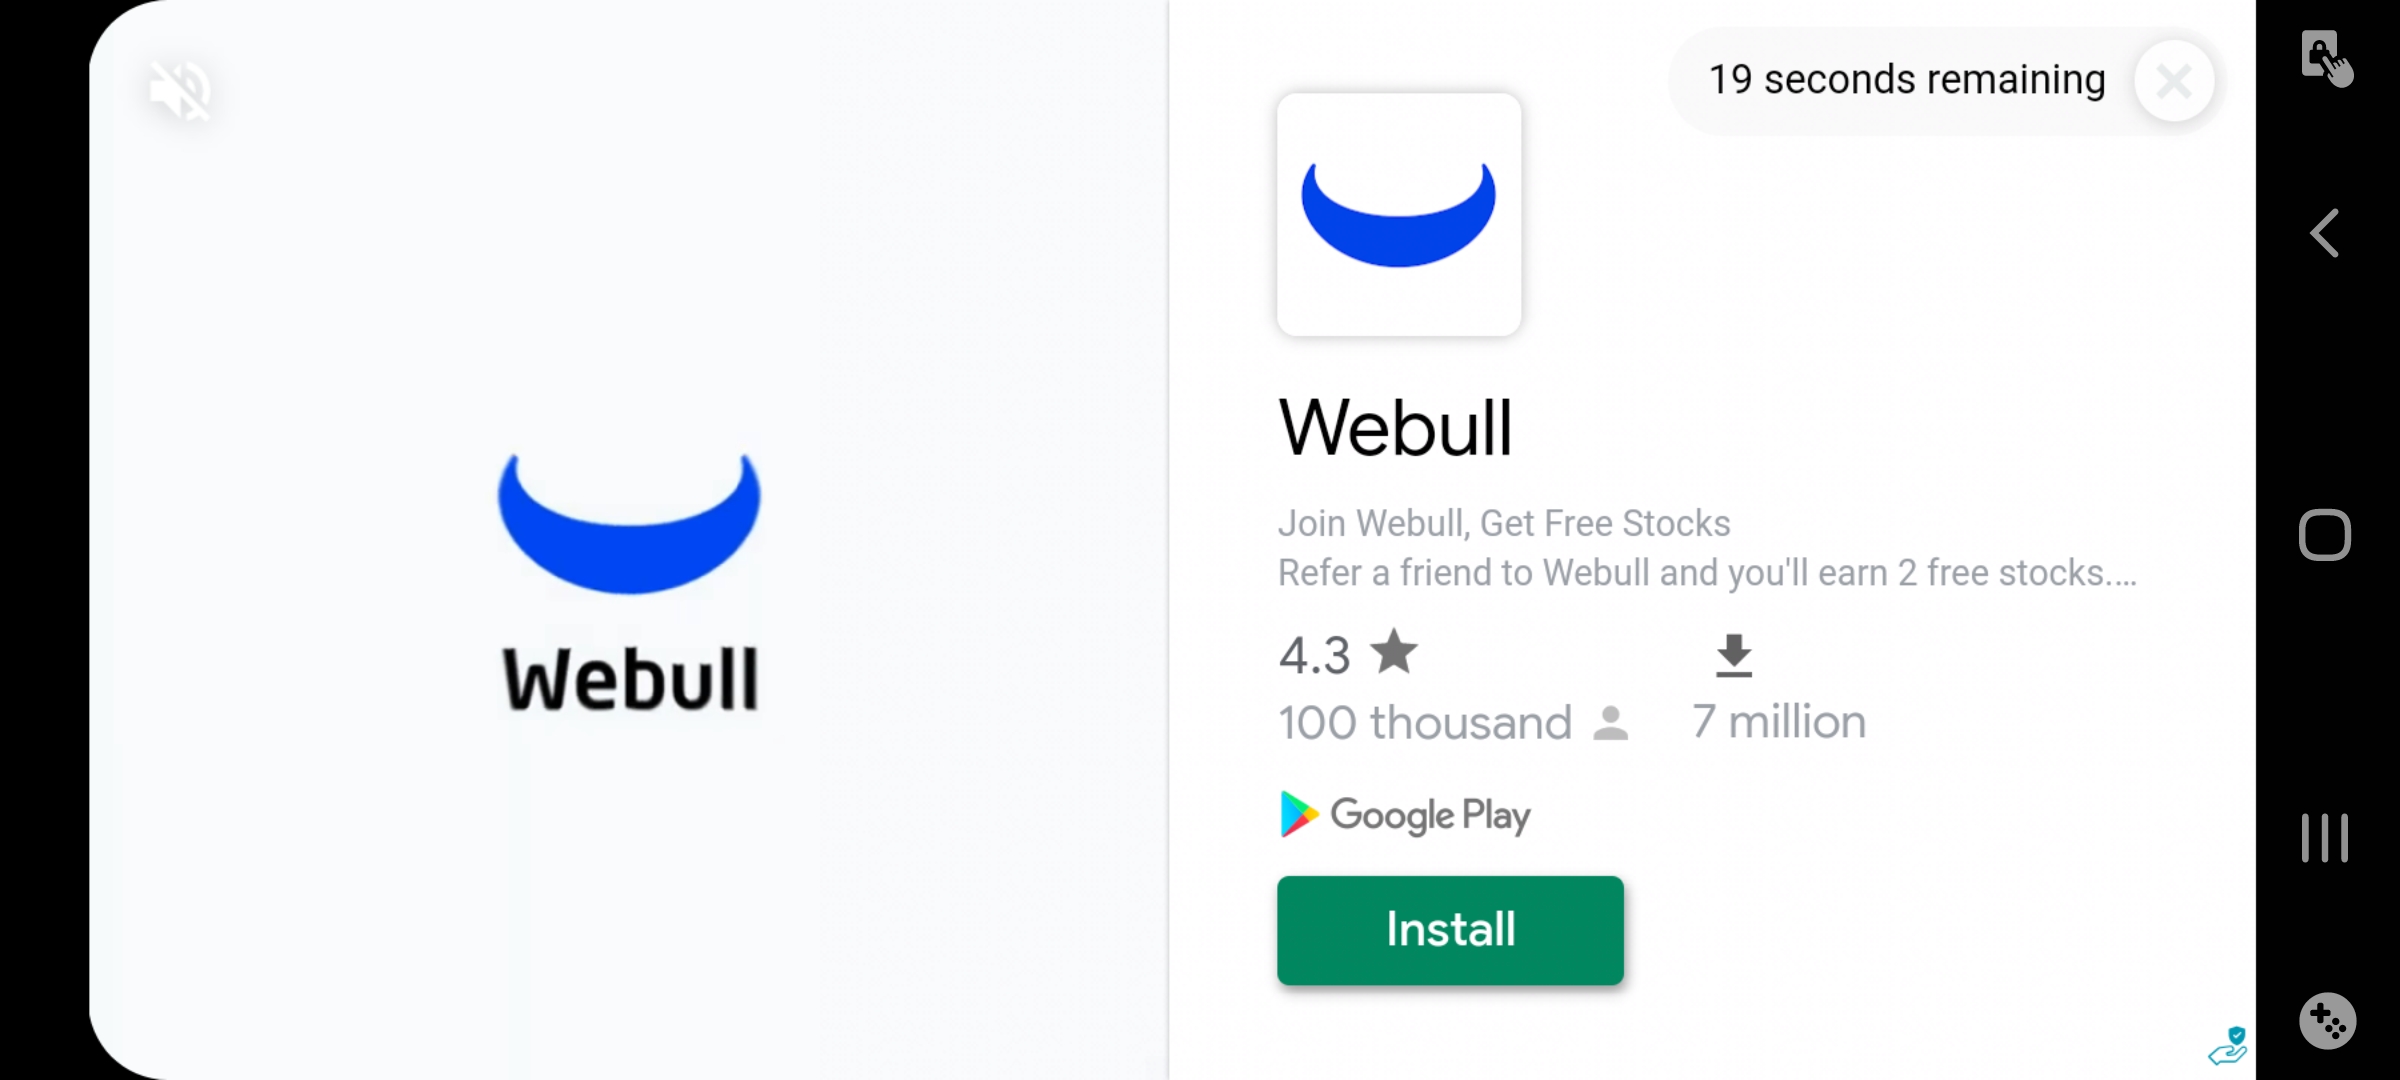 Webull
19 seconds remaining
Webull
Join Webull, Get Free Stocks
Refer a friend to Webull and you'll earn 2 free stocks....
4.3
100 thousand
7 million
Google Play
Install